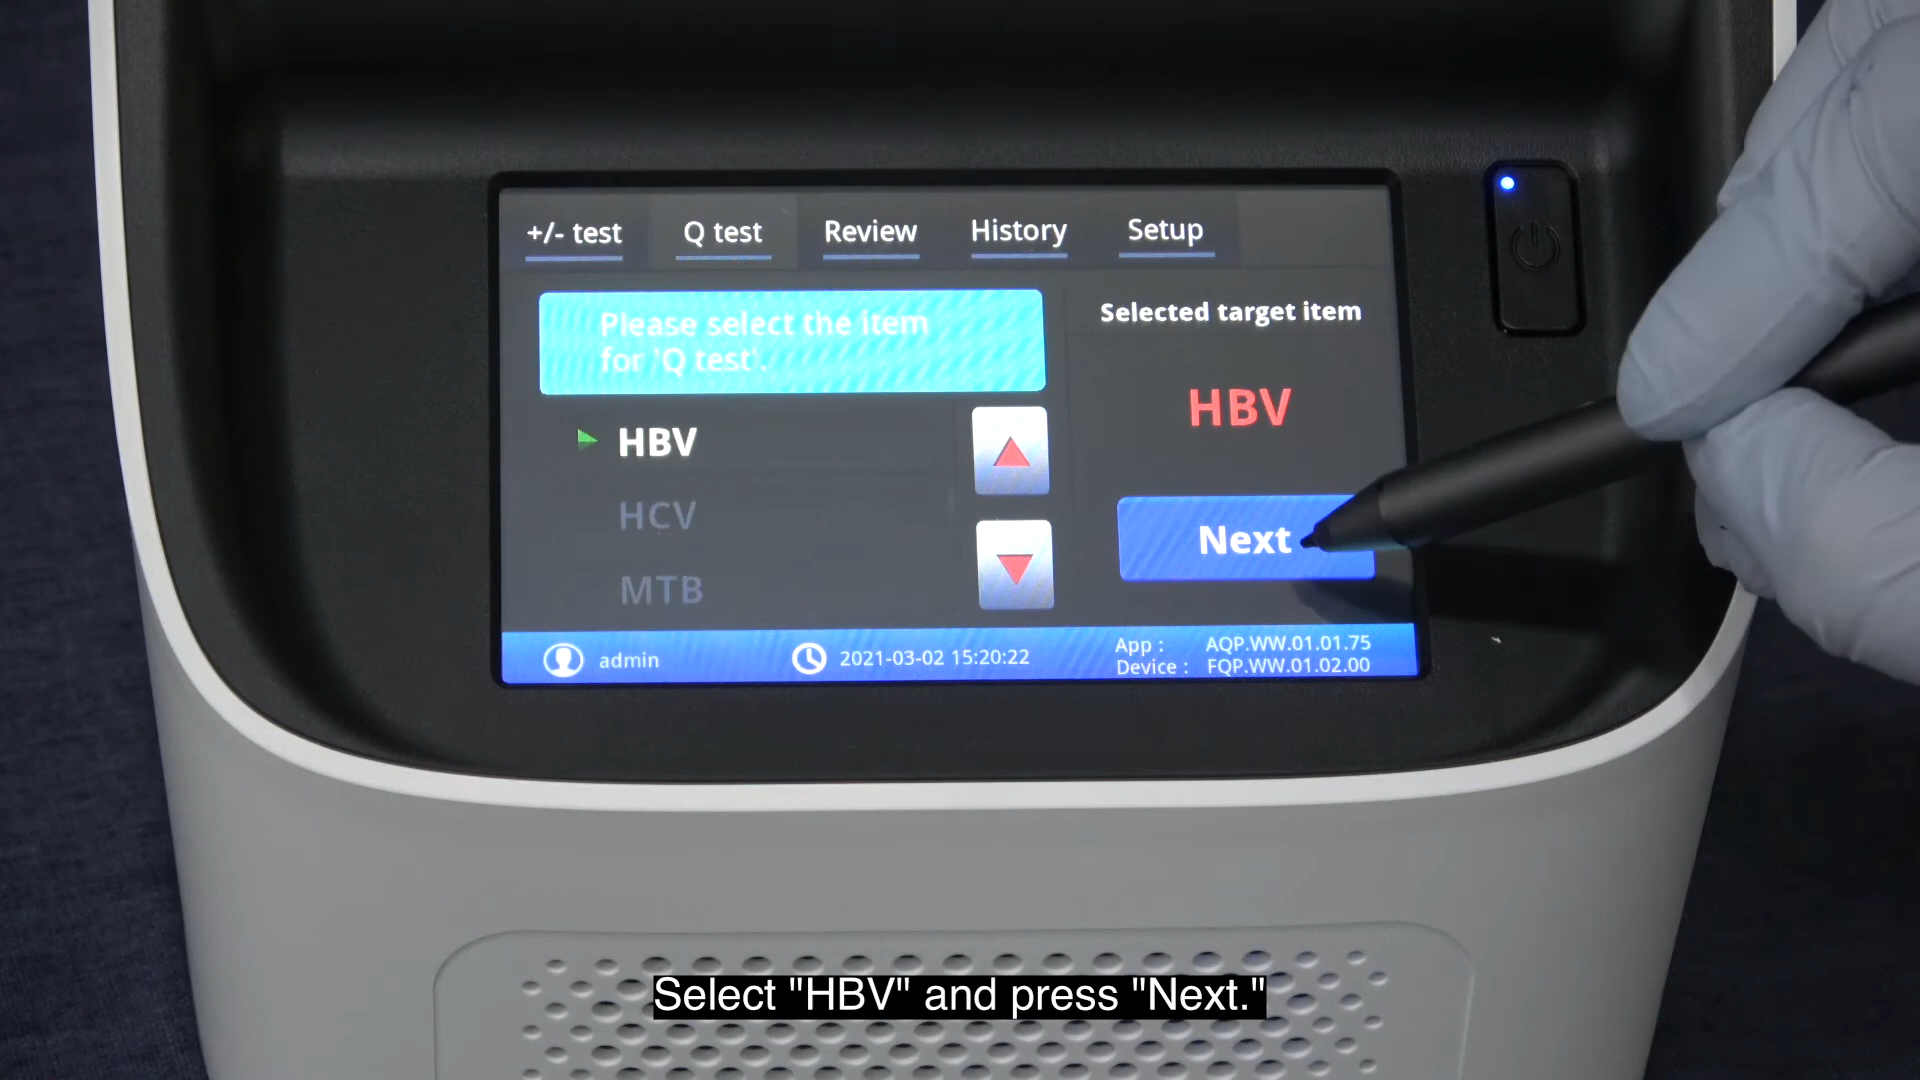 +/- test
Q test
Review
History
Setup
Please select the item
for 'Q test'.
HBV
HCV
MTB
Selected target item
HBV
Next
admin
2021-03-02 15:20:22
App : AQP.WW.01.01.75
Device : FQP.WW.01.02.00
Select "HBV" and press "Next."